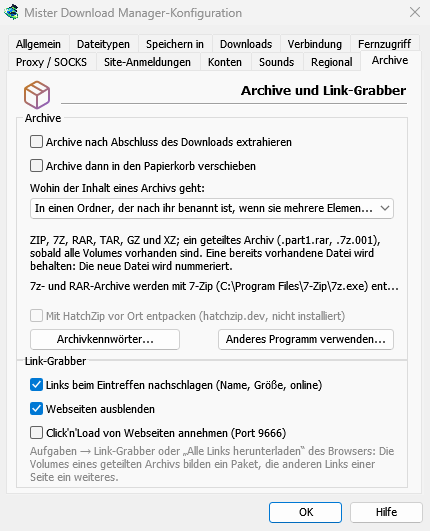 Mister Download Manager-Konfiguration
Allgemein Dateitypen Speichern in Downloads Verbindung Fernzugriff
Proxy / SOCKS Site-Anmeldungen Konten Sounds Regional Archive
Archive und Link-Grabber
Archive
Archive nach Abschluss des Downloads extrahieren
Archive dann in den Papierkorb verschieben
Wohin der Inhalt eines Archivs geht:
In einen Ordner, der nach ihr benannt ist, wenn sie mehrere Elemen...
ZIP, 7Z, RAR, TAR, GZ und XZ; ein geteiltes Archiv (.part1.rar, .7z.001),
sobald alle Volumes vorhanden sind. Eine bereits vorhandene Datei wird
behalten: Die neue Datei wird nummeriert.
7z- und RAR-Archive werden mit 7-Zip (C:\Program Files\7-Zip\7z.exe) ent...
Mit HatchZip vor Ort entpacken (hatchzip.dev, nicht installiert)
Archivkennwörter... Anderes Programm verwenden...
Link-Grabber
Links beim Eintreffen nachschlagen (Name, Größe, online)
Webseiten ausblenden
Click'n'Load von Webseiten annehmen (Port 9666)
Aufgaben → Link-Grabber oder „Alle Links herunterladen" des Browsers: Die
Volumes eines geteilten Archivs bilden ein Paket, die anderen Links einer
Seite ein weiteres.
OK Hilfe